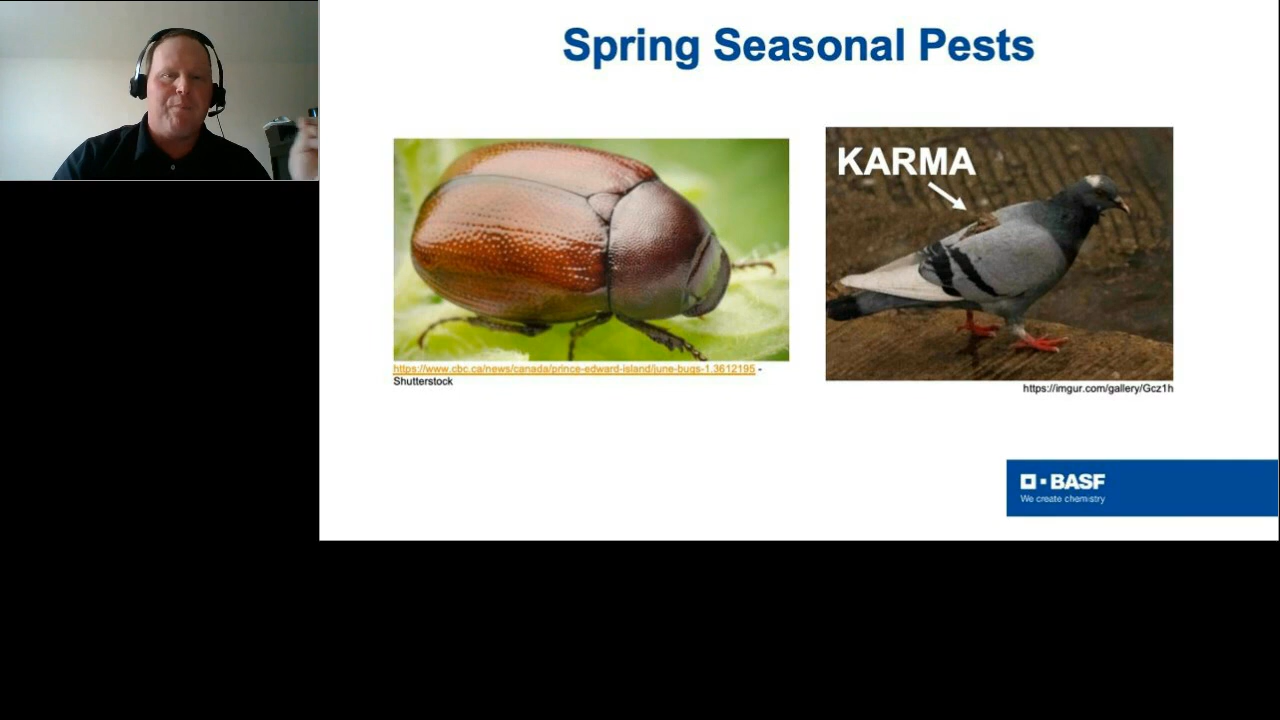 Spring Seasonal Pests
KARMA
https://www.cbc.ca/news/canada/prince-edward-island/june-bugs-1.3612195 -
Shutterstock
https://imgur.com/gallery/Gcz1h
BASF
We create chemistry